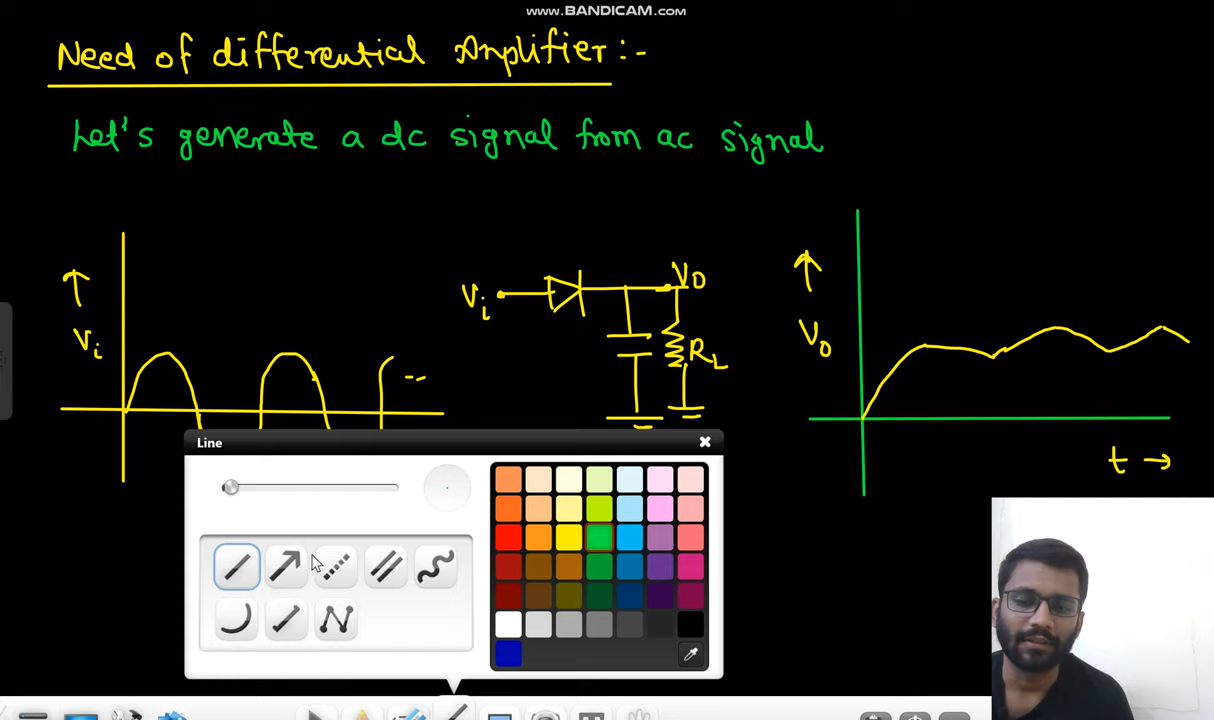 WWW.BANDICAM.COM
Need of differential Amplifier:-
Let's generate a dc signal from ac signal
Vi
Vi
VO
RL
Vo
--
t →
Line